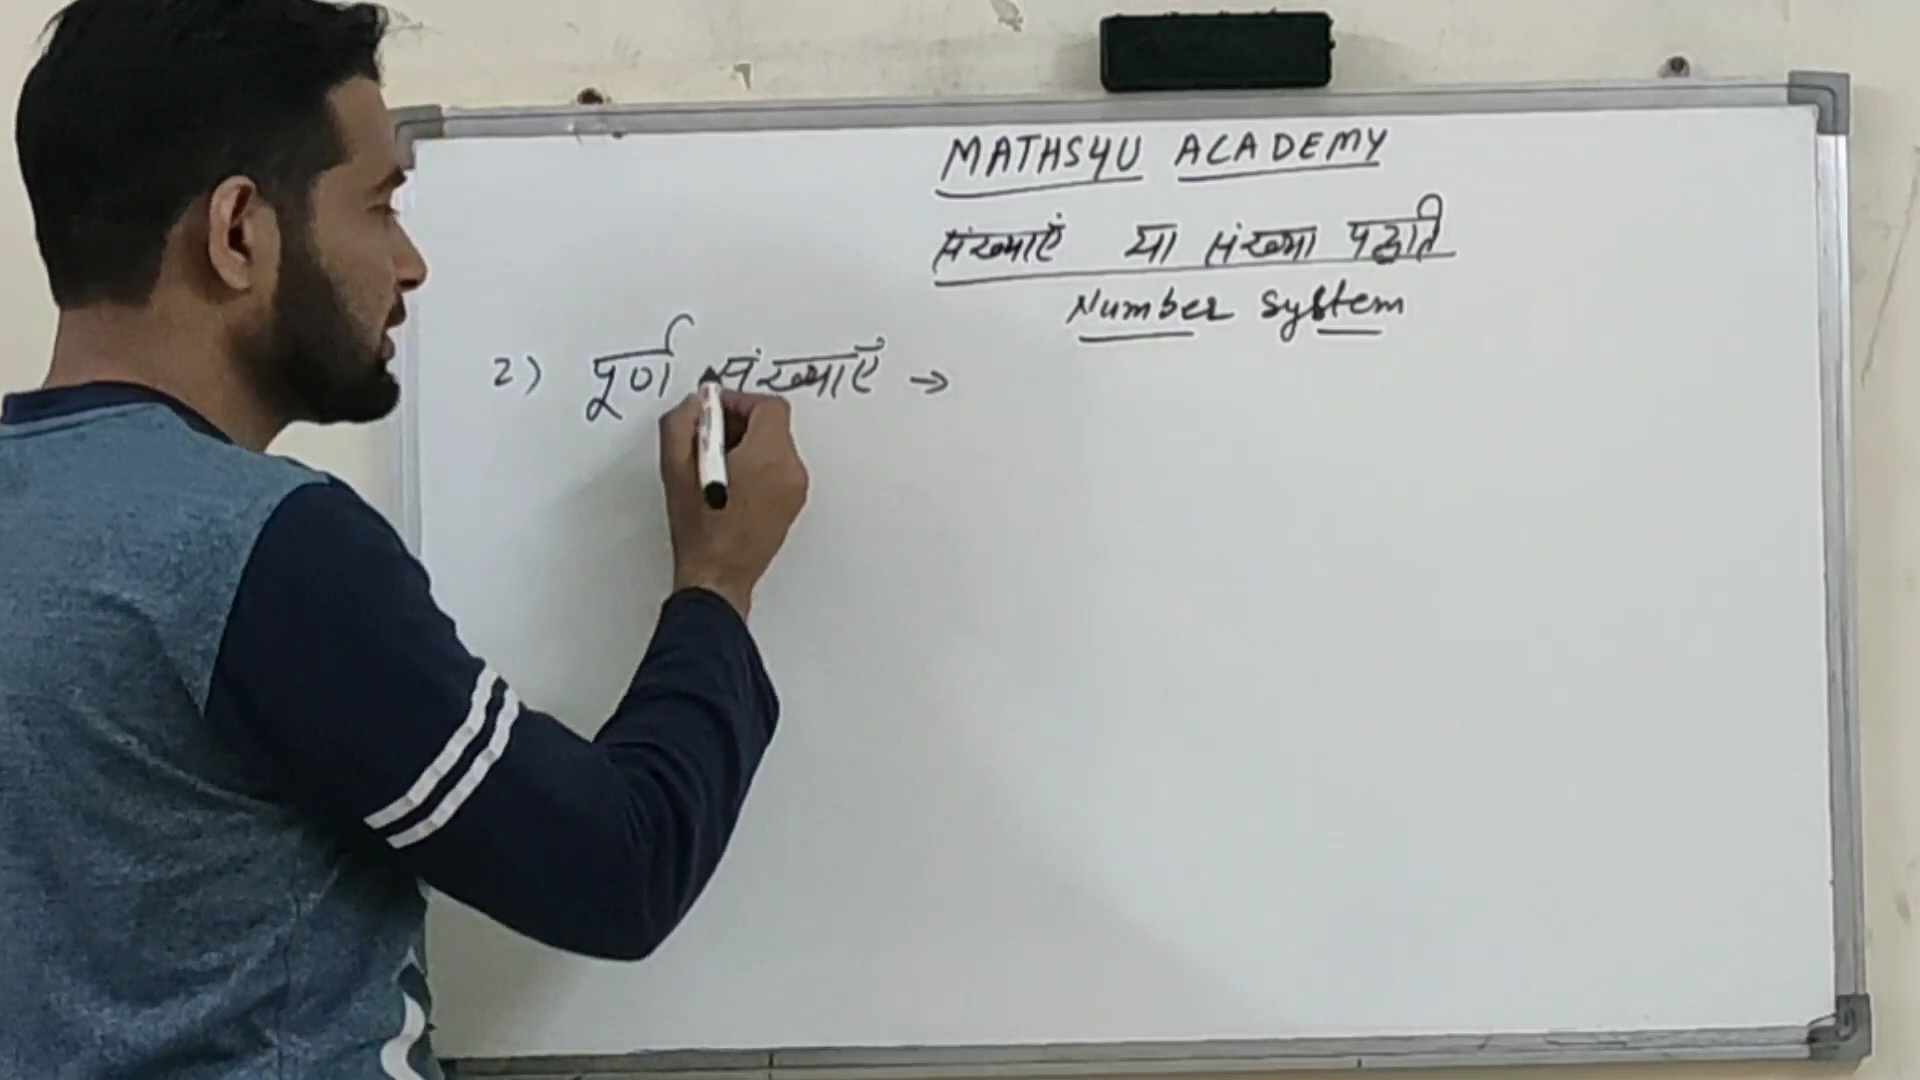 MATHS4U ACADEMY
संख्याएं या संख्या पद्धति
Number System
2) पूर्ण संख्याएँ →